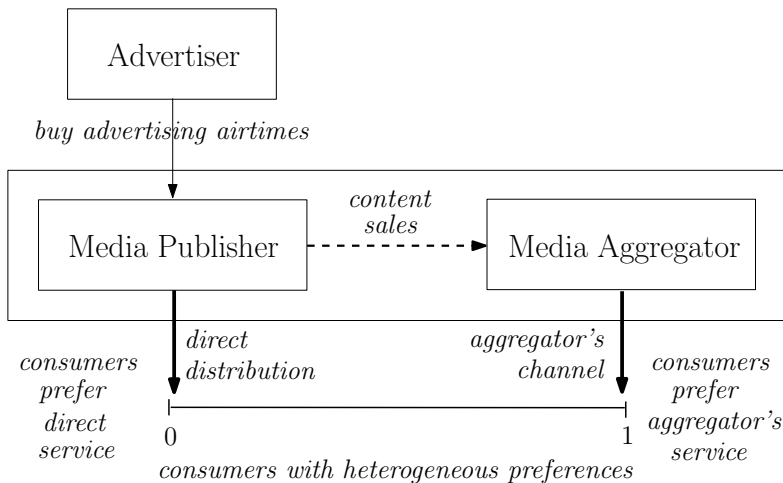 Advertiser
buy advertising airtimes
content
sales
Media Publisher
Media Aggregator
direct
distribution
aggregator's
channel
consumers
prefer
direct
service
consumers
prefer
aggregator's
service
0
1
consumers with heterogeneous preferences